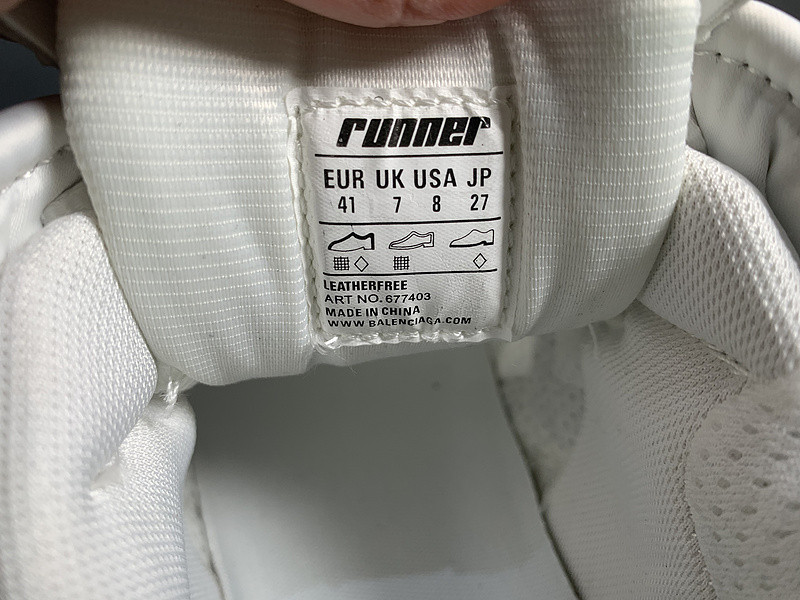 runner
EUR UK USA JP
41 7 8 27
LEATHERFREE
ART NO. 677403
MADE IN CHINA
WWW.BALENCIAGA.COM